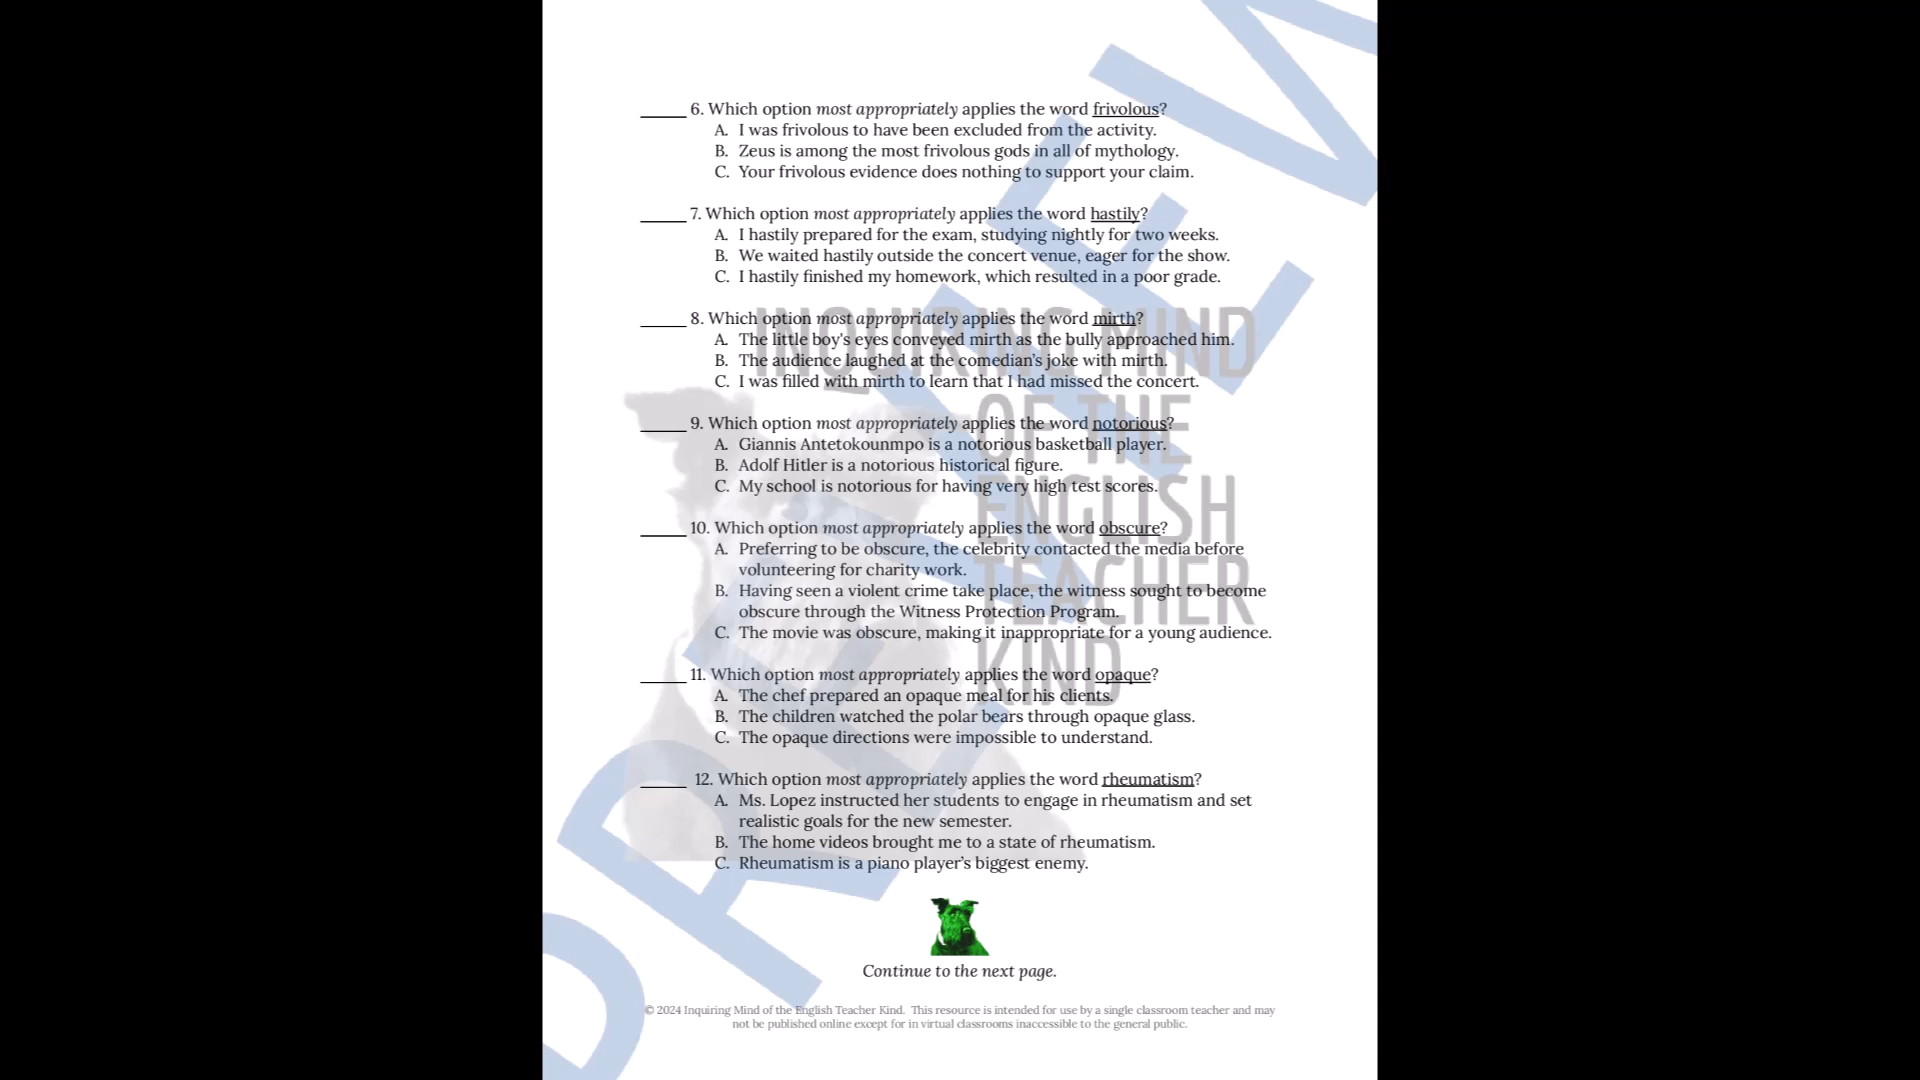 _____ 6. Which option most appropriately applies the word frivolous?
A. I was frivolous to have been excluded from the activity.
B. Zeus is among the most frivolous gods in all of mythology.
C. Your frivolous evidence does nothing to support your claim.
_____ 7. Which option most appropriately applies the word hastily?
A. I hastily prepared for the exam, studying nightly for two weeks.
B. We waited hastily outside the concert venue, eager for the show.
C. I hastily finished my homework, which resulted in a poor grade.
_____ 8. Which option most appropriately applies the word mirth?
A. The little boy's eyes conveyed mirth as the bully approached him.
B. The audience laughed at the comedian's joke with mirth.
C. I was filled with mirth to learn that I had missed the concert.
_____ 9. Which option most appropriately applies the word notorious?
A. Giannis Antetokounmpo is a notorious basketball player.
B. Adolf Hitler is a notorious historical figure.
C. My school is notorious for having very high test scores.
_____ 10. Which option most appropriately applies the word obscure?
A. Preferring to be obscure, the celebrity contacted the media before
volunteering for charity work.
B. Having seen a violent crime take place, the witness sought to become
obscure through the Witness Protection Program.
C. The movie was obscure, making it inappropriate for a young audience.
_____ 11. Which option most appropriately applies the word opaque?
A. The chef prepared an opaque meal for his clients.
B. The children watched the polar bears through opaque glass.
C. The opaque directions were impossible to understand.
_____ 12. Which option most appropriately applies the word rheumatism?
A. Ms. Lopez instructed her students to engage in rheumatism and set
realistic goals for the new semester.
B. The home videos brought me to a state of rheumatism.
C. Rheumatism is a piano player's biggest enemy.
Continue to the next page.
© 2024 Inquiring Mind of the English Teacher Kind. This resource is intended for use by a single classroom teacher and may
not be published online except for in virtual classrooms inaccessible to the general public.
INQUIRING MIND
OF THE
ENGLISH
TEACHER
KIND
PREVIEW